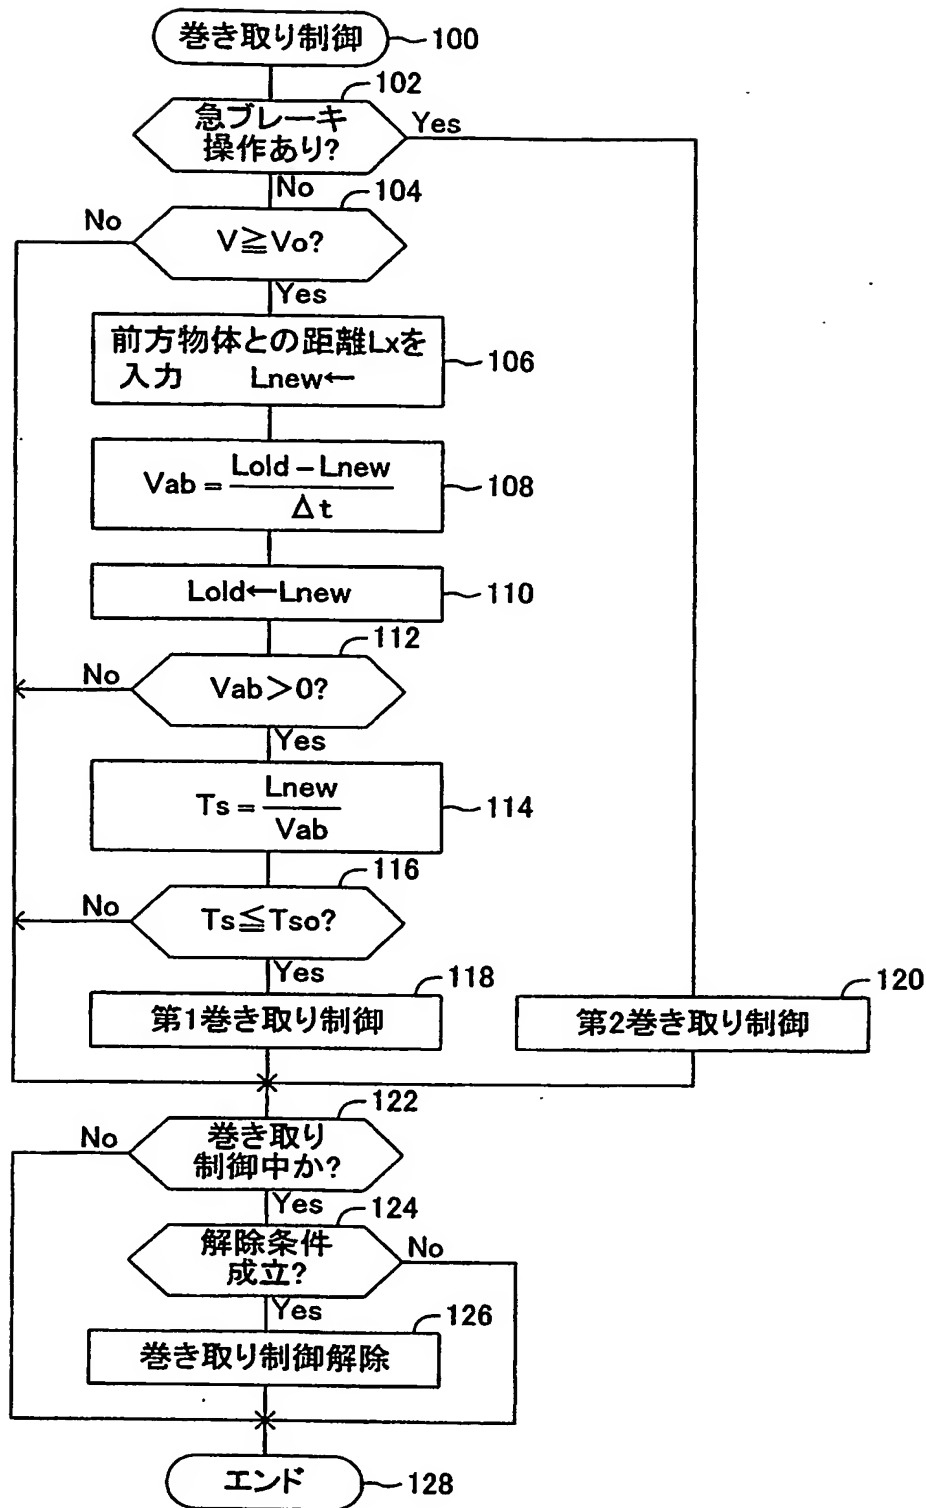 巻き取り制御
100
102
急ブレーキ
操作あり?
Yes
No
104
No
V≧Vo?
Yes
前方物体との距離Lxを
入力 Lnew←
106
Vab = (Lold – Lnew) / Δt
108
Lold←Lnew
110
112
No
Vab>0?
Yes
Ts = Lnew / Vab
114
116
No
Ts≦Tso?
Yes
118
第1巻き取り制御
120
第2巻き取り制御
122
No
巻き取り
制御中か?
Yes
124
解除条件
成立?
No
Yes
126
巻き取り制御解除
エンド
128